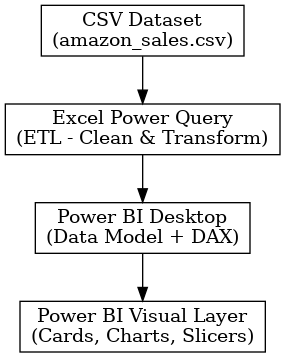 CSV Dataset
(amazon_sales.csv)
Excel Power Query
(ETL - Clean & Transform)
Power BI Desktop
(Data Model + DAX)
Power BI Visual Layer
(Cards, Charts, Slicers)